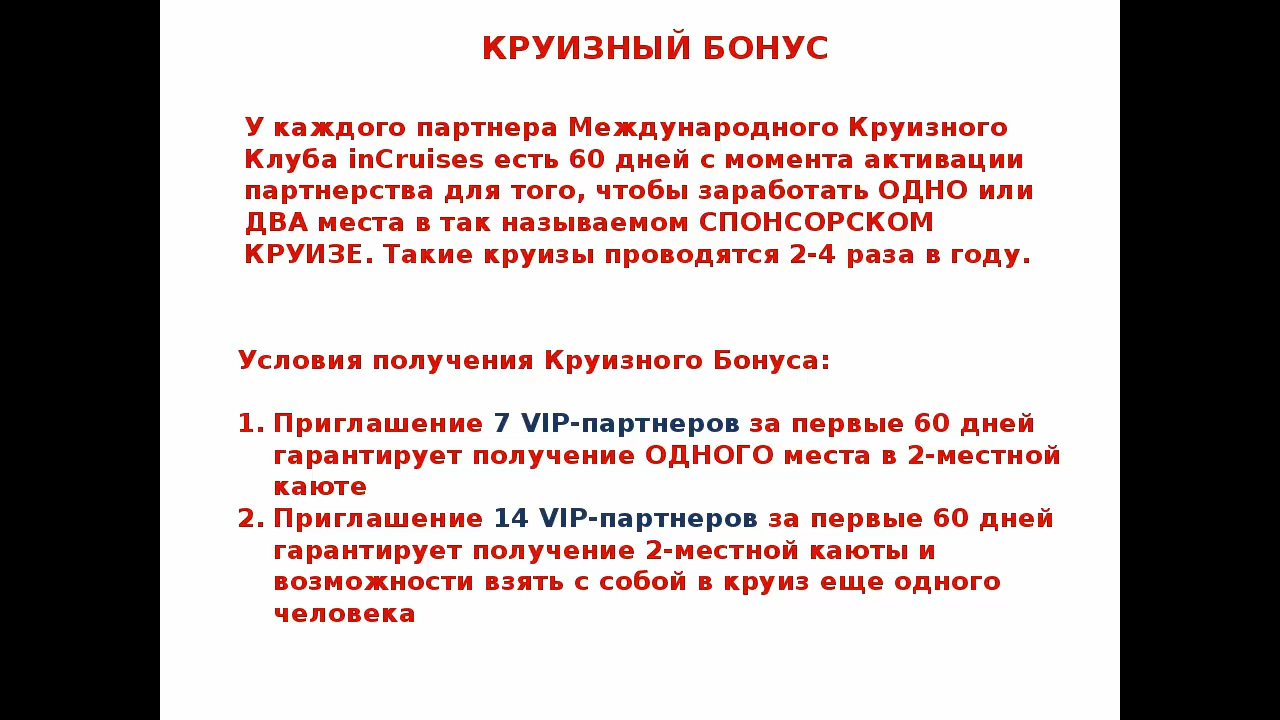 КРУИЗНЫЙ БОНУС
У каждого партнера Международного Круизного
Клуба inCruises есть 60 дней с момента активации
партнерства для того, чтобы заработать ОДНО или
ДВА места в так называемом СПОНСОРСКОМ
КРУИЗЕ. Такие круизы проводятся 2-4 раза в году.
Условия получения Круизного Бонуса:
1. Приглашение 7 VIP-партнеров за первые 60 дней
гарантирует получение ОДНОГО места в 2-местной
каюте
2. Приглашение 14 VIP-партнеров за первые 60 дней
гарантирует получение 2-местной каюты и
возможности взять с собой в круиз еще одного
человека